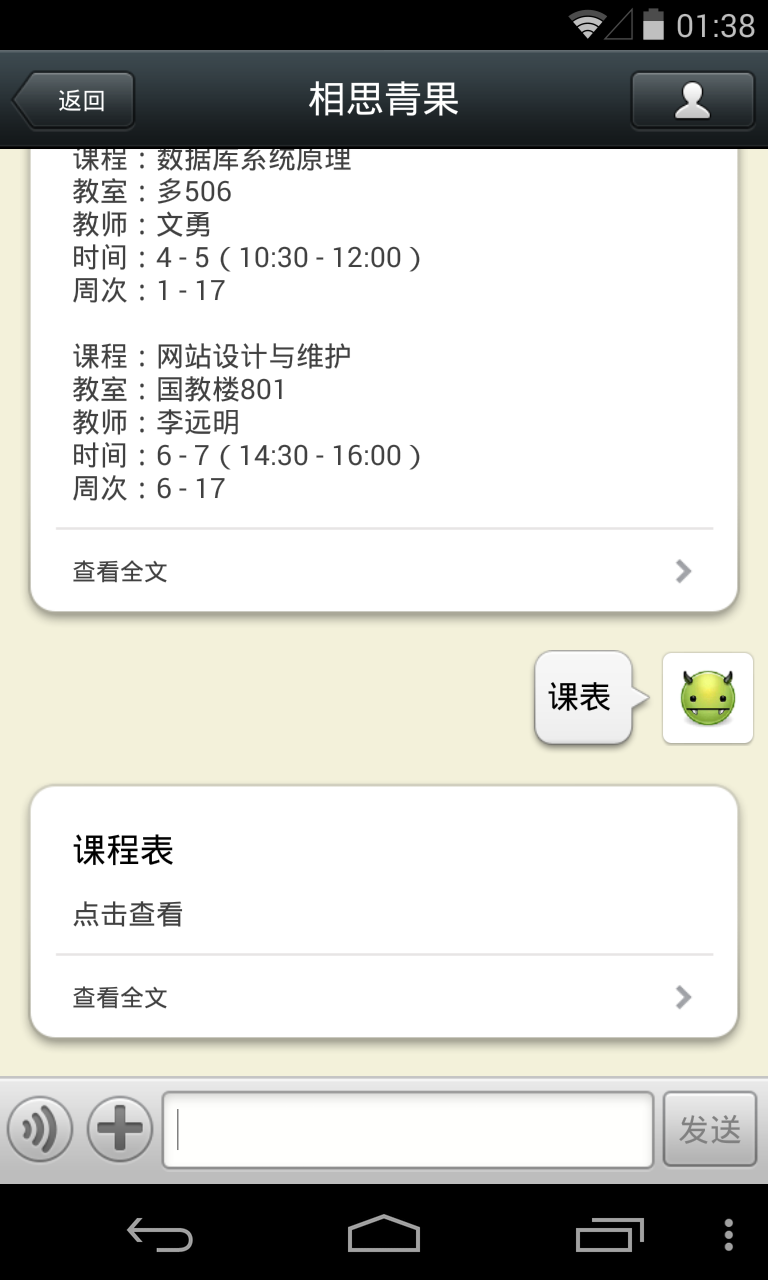 01:38
返回
相思青果
课程：数据库系统原理
教室：多506
教师：文勇
时间：4 - 5 ( 10:30 - 12:00 )
周次：1 - 17
课程：网站设计与维护
教室：国教楼801
教师：李远明
时间：6 - 7 ( 14:30 - 16:00 )
周次：6 - 17
查看全文
课表
课程表
点击查看
查看全文
发送